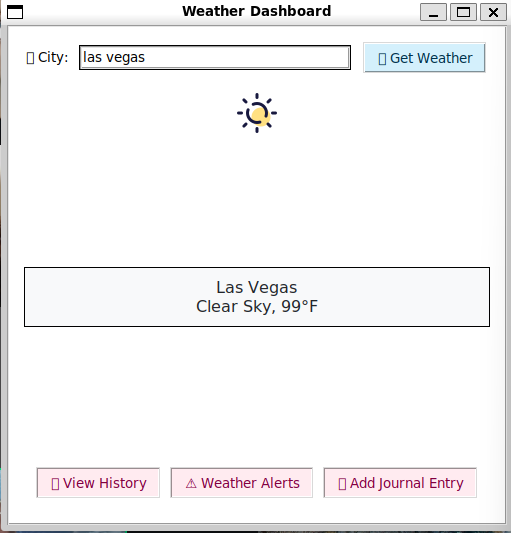 Weather Dashboard
City: las vegas Get Weather
Las Vegas
Clear Sky, 99°F
View History ⚠ Weather Alerts Add Journal Entry